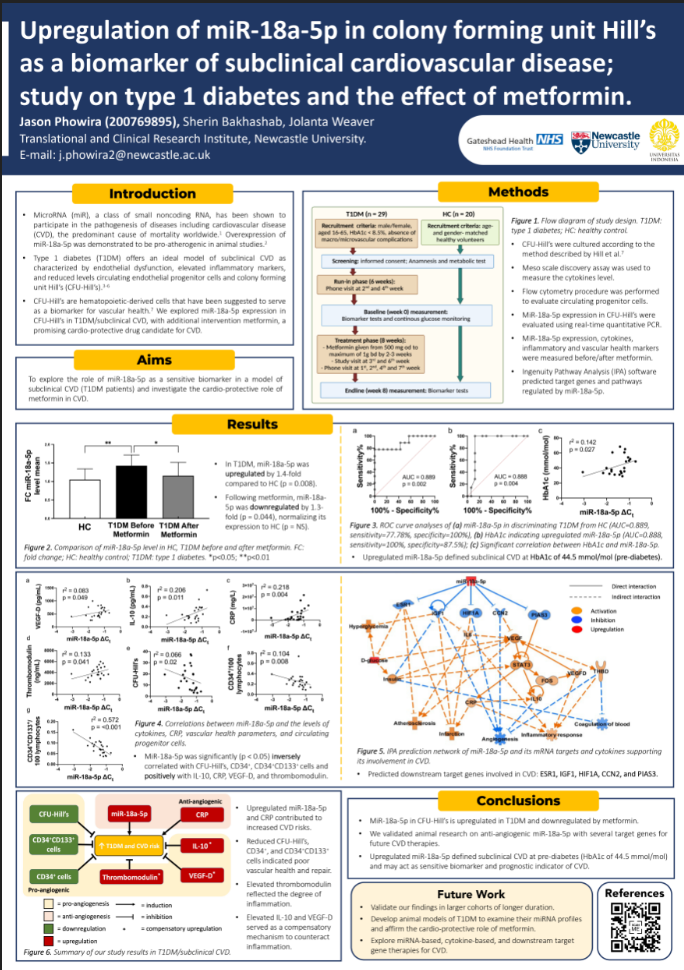 Upregulation of miR-18a-5p in colony forming unit Hill's
as a biomarker of subclinical cardiovascular disease;
study on type 1 diabetes and the effect of metformin.
Jason Phowira (200769895), Sherin Bakhashab, Jolanta Weaver
Translational and Clinical Research Institute, Newcastle University.
E-mail: j.phowira2@newcastle.ac.uk
Gateshead Health NHS
NHS Foundation Trust
Newcastle
University
UNIVERSITAS
INDONESIA
Introduction
• MicroRNA (miR), a class of small noncoding RNA, has been shown to
participate in the pathogenesis of diseases including cardiovascular disease
(CVD), the predominant cause of mortality worldwide.¹ Overexpression of
miR-18a-5p was demonstrated to be pro-atherogenic in animal studies.²
• Type 1 diabetes (T1D) offers an ideal model of subclinical CVD as
characterized by endothelial dysfunction, elevated inflammatory markers,
and reduced levels circulating endothelial progenitor cells and colony forming
unit Hill's (CFU-Hill's).³⁻⁶
• CFU-Hill's are hematopoietic-derived cells that have been suggested to serve
as a biomarker for vascular health.⁷ We explored miR-18a-5p expression in
CFU-Hill's in T1DM/subclinical CVD, with additional intervention metformin, a
promising cardio-protective drug candidate for CVD.
Aims
To explore the role of miR-18a-5p as a sensitive biomarker in a model of
subclinical CVD (T1D patients) and investigate the cardio-protective role of
metformin in CVD.
Methods
T1DM (n = 29)
HC (n = 20)
Recruitment criteria: male/female,
aged 16-65, HbA1c < 8.5%, absence of
macro/microvascular complications
Recruitment criteria: age-
and gender- matched
healthy volunteers
Screening: informed consent; Anamnesis and metabolic test
Run-in phase (6 weeks):
Phone visit at 2nd and 4th week
Baseline (week 0) measurement:
Biomarker tests and continous glucose monitoring
Treatment phase (8 weeks):
- Metformin given from 500 mg od to
maximum of 1g bd by 2-3 weeks
- Study visit at 3rd and 6th week
- Phone visit at 1st, 2nd, 4th and 7th week
Endline (week 8) measurement: Biomarker tests
Figure 1. Flow diagram of study design. T1DM:
type 1 diabetes; HC: healthy control.
• CFU-Hill's were cultured according to the
method described by Hill et al.⁷
• Meso scale discovery assay was used to
measure the cytokines level.
• Flow cytometry procedure was performed
to evaluate circulating progenitor cells.
• MiR-18a-5p expression in CFU-Hill's were
evaluated using real-time quantitative PCR.
• MiR-18a-5p expression, cytokines,
inflammatory and vascular health markers
were measured before/after metformin.
• Ingenuity Pathway Analysis (IPA) software
predicted target genes and pathways
regulated by miR-18a-5p.
Results
FC miR-18a-5p
level mean
**
*
HC
T1DM Before
Metformin
T1DM After
Metformin
• In T1DM, miR-18a-5p was
upregulated by 1.4-fold
compared to HC (p = 0.008).
• Following metformin, miR-18a-
5p was downregulated by 1.3-
fold (p = 0.044), normalizing its
expression to HC (p = NS).
Figure 2. Comparison of miR-18a-5p level in HC, T1DM before and after metformin. FC:
fold change; HC: healthy control; T1DM: type 1 diabetes. *p<0.05; **p<0.01
a
Sensitivity%
AUC = 0.889
p = 0.002
100% - Specificity%
b
Sensitivity%
AUC = 0.888
p = 0.004
100% - Specificity%
c
HbA1c (mmol/mol)
r² = 0.142
p = 0.027
miR-18a-5p ΔCt
Figure 3. ROC curve analyses of (a) miR-18a-5p in discriminating T1DM from HC (AUC=0.889,
sensitivity=77.78%, specificity=100%), (b) HbA1c indicating upregulated miR-5p (AUC=0.888,
sensitivity=100%, specificity=87.5%); (c) Significant correlation between HbA1c and miR-18a-5p.
• Upregulated miR-5p defined subclinical CVD at HbA1c of 44.5 mmol/mol (pre-diabetes).
a
VEGF-D (pg/mL)
r² = 0.083
p = 0.049
miR-18a-5p ΔCt
b
IL-10 (pg/mL)
r² = 0.206
p = 0.011
miR-18a-5p ΔCt
c
CRP (mg/mL)
r² = 0.218
p = 0.004
miR-18a-5p ΔCt
d
Thrombomodulin
(ng/mL)
r² = 0.133
p = 0.041
miR-18a-5p ΔCt
e
CFU-Hill's
r² = 0.066
p = 0.02
miR-18a-5p ΔCt
f
CD34⁺/100
lymphocytes
r² = 0.104
p = 0.008
miR-18a-5p ΔCt
g
CD34⁺CD133⁺/
100 lymphocytes
r² = 0.572
p = <0.001
miR-18a-5p ΔCt
Figure 4. Correlations between miR-18a-5p and the levels of
cytokines, CRP, vascular health parameters, and circulating
progenitor cells.
• MiR-18a-5p was significantly (p < 0.05) inversely
correlated with CFU-Hill's, CD34⁺, CD34⁺CD133⁺cells and
positively with IL-10, CRP, VEGF-D, and thrombomodulin.
miR-18a-5p
Direct interaction
Indirect interaction
Activation
Inhibition
Upregulation
ESR1
IGF1
HIF1A
CCN2
PIAS3
Hyperglycemia
IL6
VEGF
D-glucose
STAT3
Insulin
FOS
VEGFD
THBD
CRP
IL10
Atherosclerosis
Infection
Angiogenesis
Inflammatory response
Coagulation of blood
Figure 5. IPA prediction network of miR-18a-5p and its mRNA targets and cytokines supporting
its involvement in CVD.
• Predicted downstream target genes involved in CVD: ESR1, IGF1, HIF1A, CCN2, and PIAS3.
CFU-Hill's
miR-18a-5p
Anti-angiogenic
CRP
CD34⁺CD133⁺
cells
↑ T1DM and CVD risk
IL-10*
CD34⁺ cells
Thrombomodulin*
VEGF-D*
Pro-angiogenic
= pro-angiogenesis
= induction
= anti-angiogenesis
= inhibition
= downregulation
* = compensatory upregulation
= upregulation
Figure 6. Summary of our study results in T1DM/subclinical CVD.
• Upregulated miR-18a-5p
and CRP contributed to
increased CVD risks.
• Reduced CFU-Hill's,
CD34⁺, and CD34⁺CD133⁺
cells indicated poor
vascular health and repair.
• Elevated thrombomodulin
reflected the degree of
inflammation.
• Elevated IL-10 and VEGF-D
served as a compensatory
mechanism to counteract
inflammation.
Conclusions
• MiR-18a-5p in CFU-Hill's is upregulated in T1DM and downregulated by metformin.
• We validated animal research on anti-angiogenic miR-18a-5p with several target genes for
future CVD therapies.
• Upregulated miR-18a-5p defined subclinical CVD at pre-diabetes (HbA1c of 44.5 mmol/mol)
and may act as sensitive biomarker and prognostic indicator of CVD.
Future Work
• Validate our findings in larger cohorts of longer duration.
• Develop animal models of T1DM to examine their miRNA profiles
and affirm the cardio-protective role of metformin.
• Explore miRNA-based, cytokine-based, and downstream target
gene therapies for CVD.
References